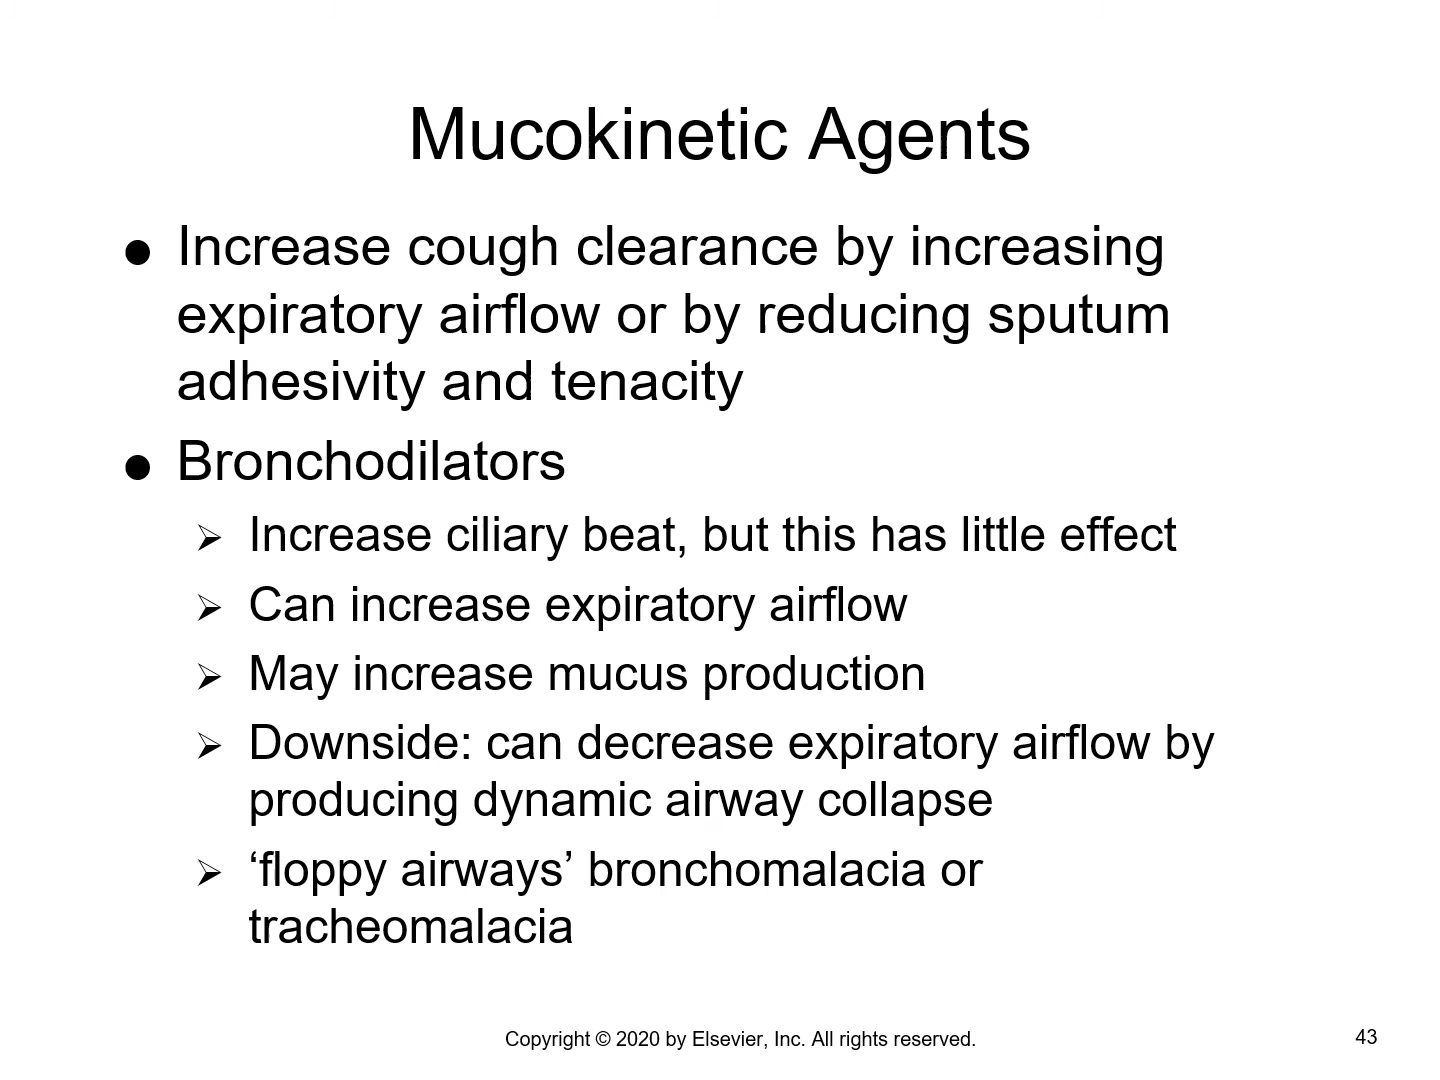 Mucokinetic Agents
● Increase cough clearance by increasing
expiratory airflow or by reducing sputum
adhesivity and tenacity
● Bronchodilators
➢ Increase ciliary beat, but this has little effect
➢ Can increase expiratory airflow
➢ May increase mucus production
➢ Downside: can decrease expiratory airflow by
producing dynamic airway collapse
➢ ‘floppy airways’ bronchomalacia or
tracheomalacia
Copyright © 2020 by Elsevier, Inc. All rights reserved.
43